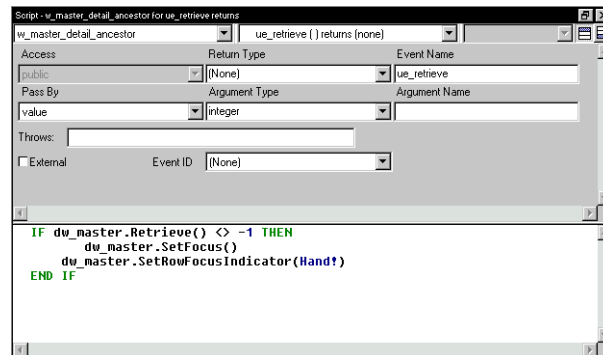 Script - w_master_detail_ancestor for ue_retrieve returns
w_master_detail_ancestor ue_retrieve ( ) returns (none)
Access Return Type Event Name
public (None) ue_retrieve
Pass By Argument Type Argument Name
value integer
Throws:
External Event ID (None)
IF dw_master.Retrieve() <> -1 THEN
dw_master.SetFocus()
dw_master.SetRowFocusIndicator(Hand!)
END IF